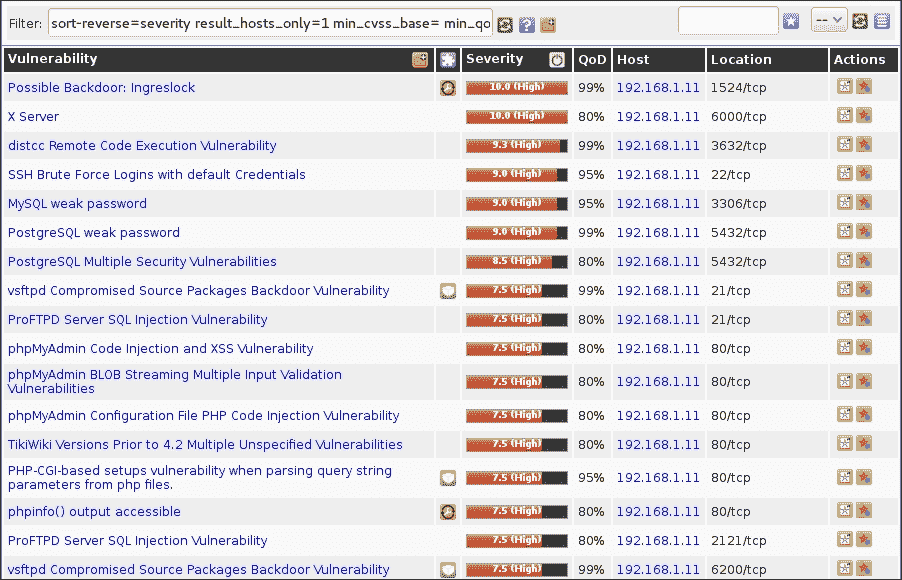 Filter: sort-reverse=severity result_hosts_only=1 min_cvss_base= min_qo --
Vulnerability Severity QoD Host Location Actions
Possible Backdoor: Ingreslock 10.0 (High) 99% 192.168.1.11 1524/tcp
X Server 10.0 (High) 80% 192.168.1.11 6000/tcp
distcc Remote Code Execution Vulnerability 9.3 (High) 99% 192.168.1.11 3632/tcp
SSH Brute Force Logins with default Credentials 9.0 (High) 95% 192.168.1.11 22/tcp
MySQL weak password 9.0 (High) 95% 192.168.1.11 3306/tcp
PostgreSQL weak password 9.0 (High) 99% 192.168.1.11 5432/tcp
PostgreSQL Multiple Security Vulnerabilities 8.5 (High) 80% 192.168.1.11 5432/tcp
vsftpd Compromised Source Packages Backdoor Vulnerability 7.5 (High) 99% 192.168.1.11 21/tcp
ProFTPD Server SQL Injection Vulnerability 7.5 (High) 80% 192.168.1.11 21/tcp
phpMyAdmin Code Injection and XSS Vulnerability 7.5 (High) 80% 192.168.1.11 80/tcp
phpMyAdmin BLOB Streaming Multiple Input Validation
Vulnerabilities 7.5 (High) 80% 192.168.1.11 80/tcp
phpMyAdmin Configuration File PHP Code Injection Vulnerability 7.5 (High) 80% 192.168.1.11 80/tcp
TikiWiki Versions Prior to 4.2 Multiple Unspecified Vulnerabilities 7.5 (High) 80% 192.168.1.11 80/tcp
PHP-CGI-based setups vulnerability when parsing query string
parameters from php files. 7.5 (High) 95% 192.168.1.11 80/tcp
phpinfo() output accessible 7.5 (High) 80% 192.168.1.11 80/tcp
ProFTPD Server SQL Injection Vulnerability 7.5 (High) 80% 192.168.1.11 2121/tcp
vsftpd Compromised Source Packages Backdoor Vulnerability 7.5 (High) 99% 192.168.1.11 6200/tcp